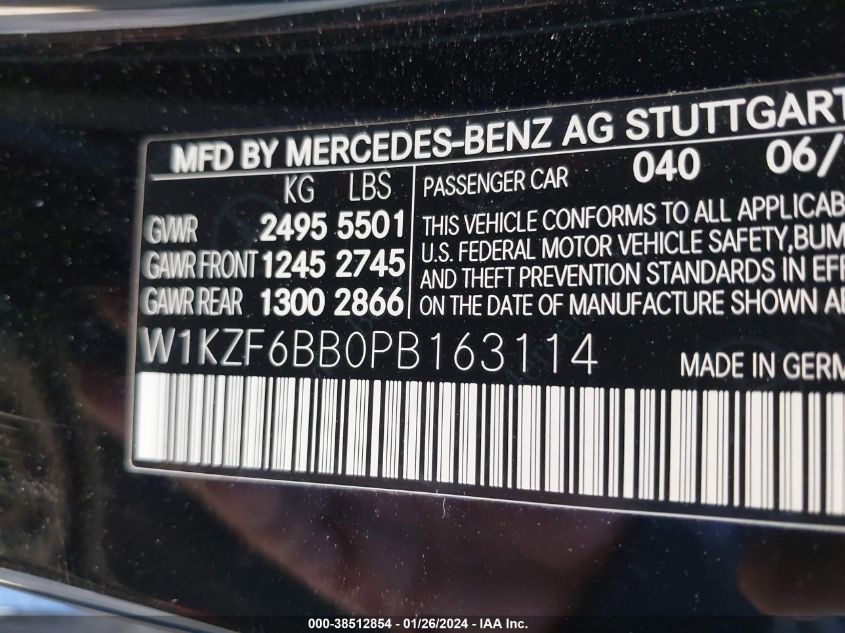 MFD BY MERCEDES-BENZ AG STUTTGART
KG LBS
PASSENGER CAR 040 06/
GVWR 2495 5501
GAWR FRONT 1245 2745
GAWR REAR 1300 2866
THIS VEHICLE CONFORMS TO ALL APPLICAB
U.S. FEDERAL MOTOR VEHICLE SAFETY, BUM
AND THEFT PREVENTION STANDARDS IN EFF
ON THE DATE OF MANUFACTURE SHOWN AB
W1KZF6BB0PB163114
MADE IN GERM
000-38512854 / 01/26/2024 - IAA Inc.